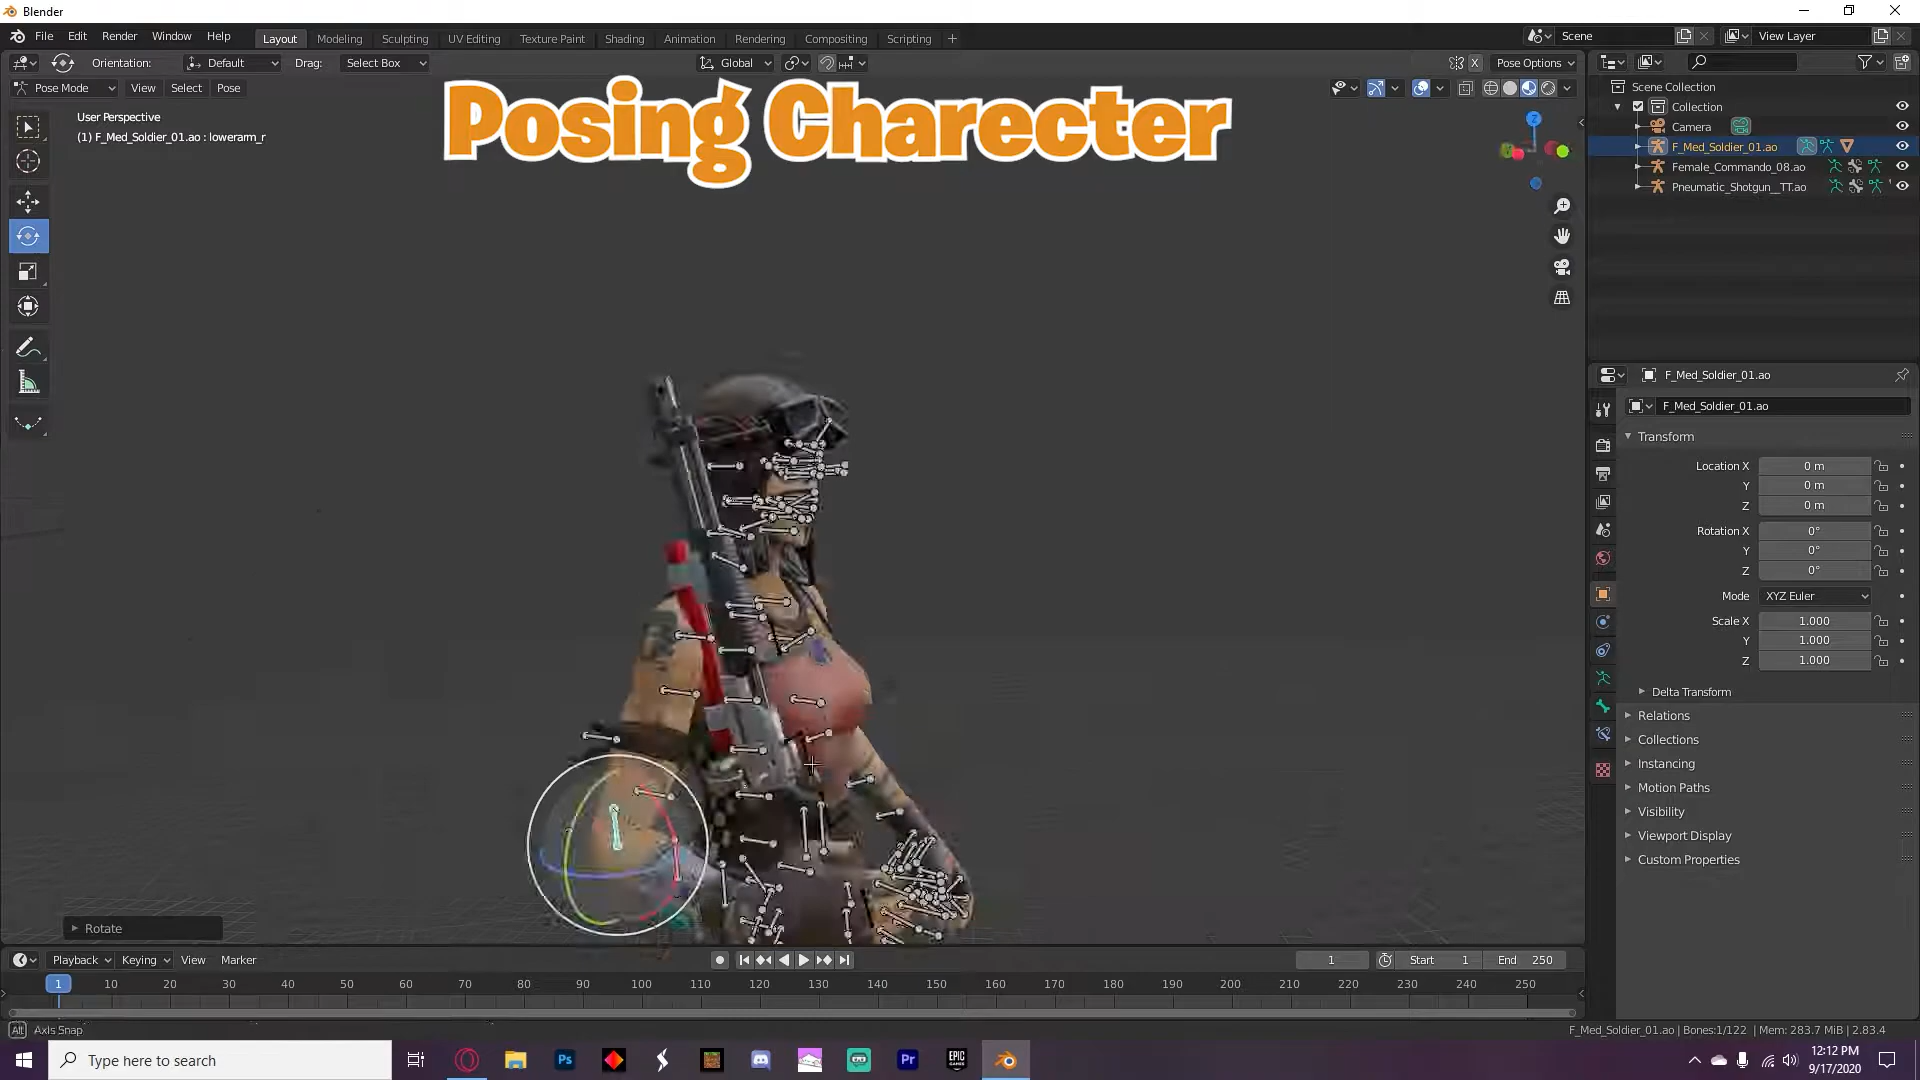 Blender
File Edit Render Window Help Layout Modeling Sculpting UV Editing Texture Paint Shading Animation Rendering Compositing Scripting Scene View Layer
Orientation: Default Drag: Select Box Global X Pose Options
Pose Mode View Select Pose
User Perspective
(1) F_Med_Soldier_01.ao : lowerarm_r
Posing Charecter
Z
Scene Collection
Collection
Camera
F_Med_Soldier_01.ao
Female_Commando_08.ao
Pneumatic_Shotgun__TT.ao
F_Med_Soldier_01.ao
F_Med_Soldier_01.ao
Transform
Location X 0 m
Y 0 m
Z 0 m
Rotation X 0°
Y 0°
Z 0°
Mode XYZ Euler
Scale X 1.000
Y 1.000
Z 1.000
Delta Transform
Relations
Collections
Instancing
Motion Paths
Visibility
Viewport Display
Custom Properties
Rotate
Playback Keying View Marker 1 Start 1 End 250
1 10 20 30 40 50 60 70 80 90 100 110 120 130 140 150 160 170 180 190 200 210 220 230 240 250
Alt Axis Snap F_Med_Soldier_01.ao | Bones:1/122 | Mem: 283.7 MiB | 2.83.4
Type here to search Ps Pr EPIC GAMES 12:12 PM
9/17/2020